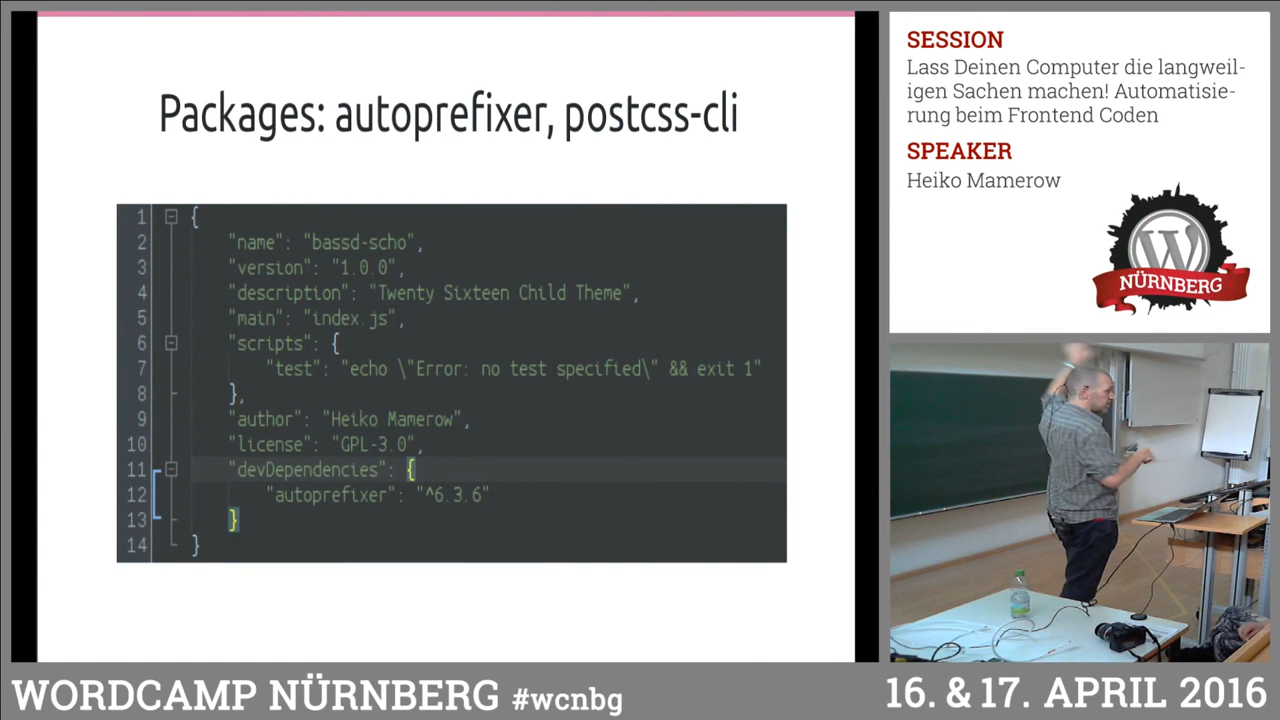 Packages: autoprefixer, postcss-cli
1 {
2 "name": "bassd-scho",
3 "version": "1.0.0",
4 "description": "Twenty Sixteen Child Theme",
5 "main": "index.js",
6 "scripts": {
7 "test": "echo \"Error: no test specified\" && exit 1"
8 },
9 "author": "Heiko Mamerow",
10 "license": "GPL-3.0",
11 "devDependencies": {
12 "autoprefixer": "^6.3.6"
13 }
14 }
SESSION
Lass Deinen Computer die langweil-
igen Sachen machen! Automatisie-
rung beim Frontend Coden
SPEAKER
Heiko Mamerow
W
NÜRNBERG
WORDCAMP NÜRNBERG #wcnbg
16. & 17. APRIL 2016